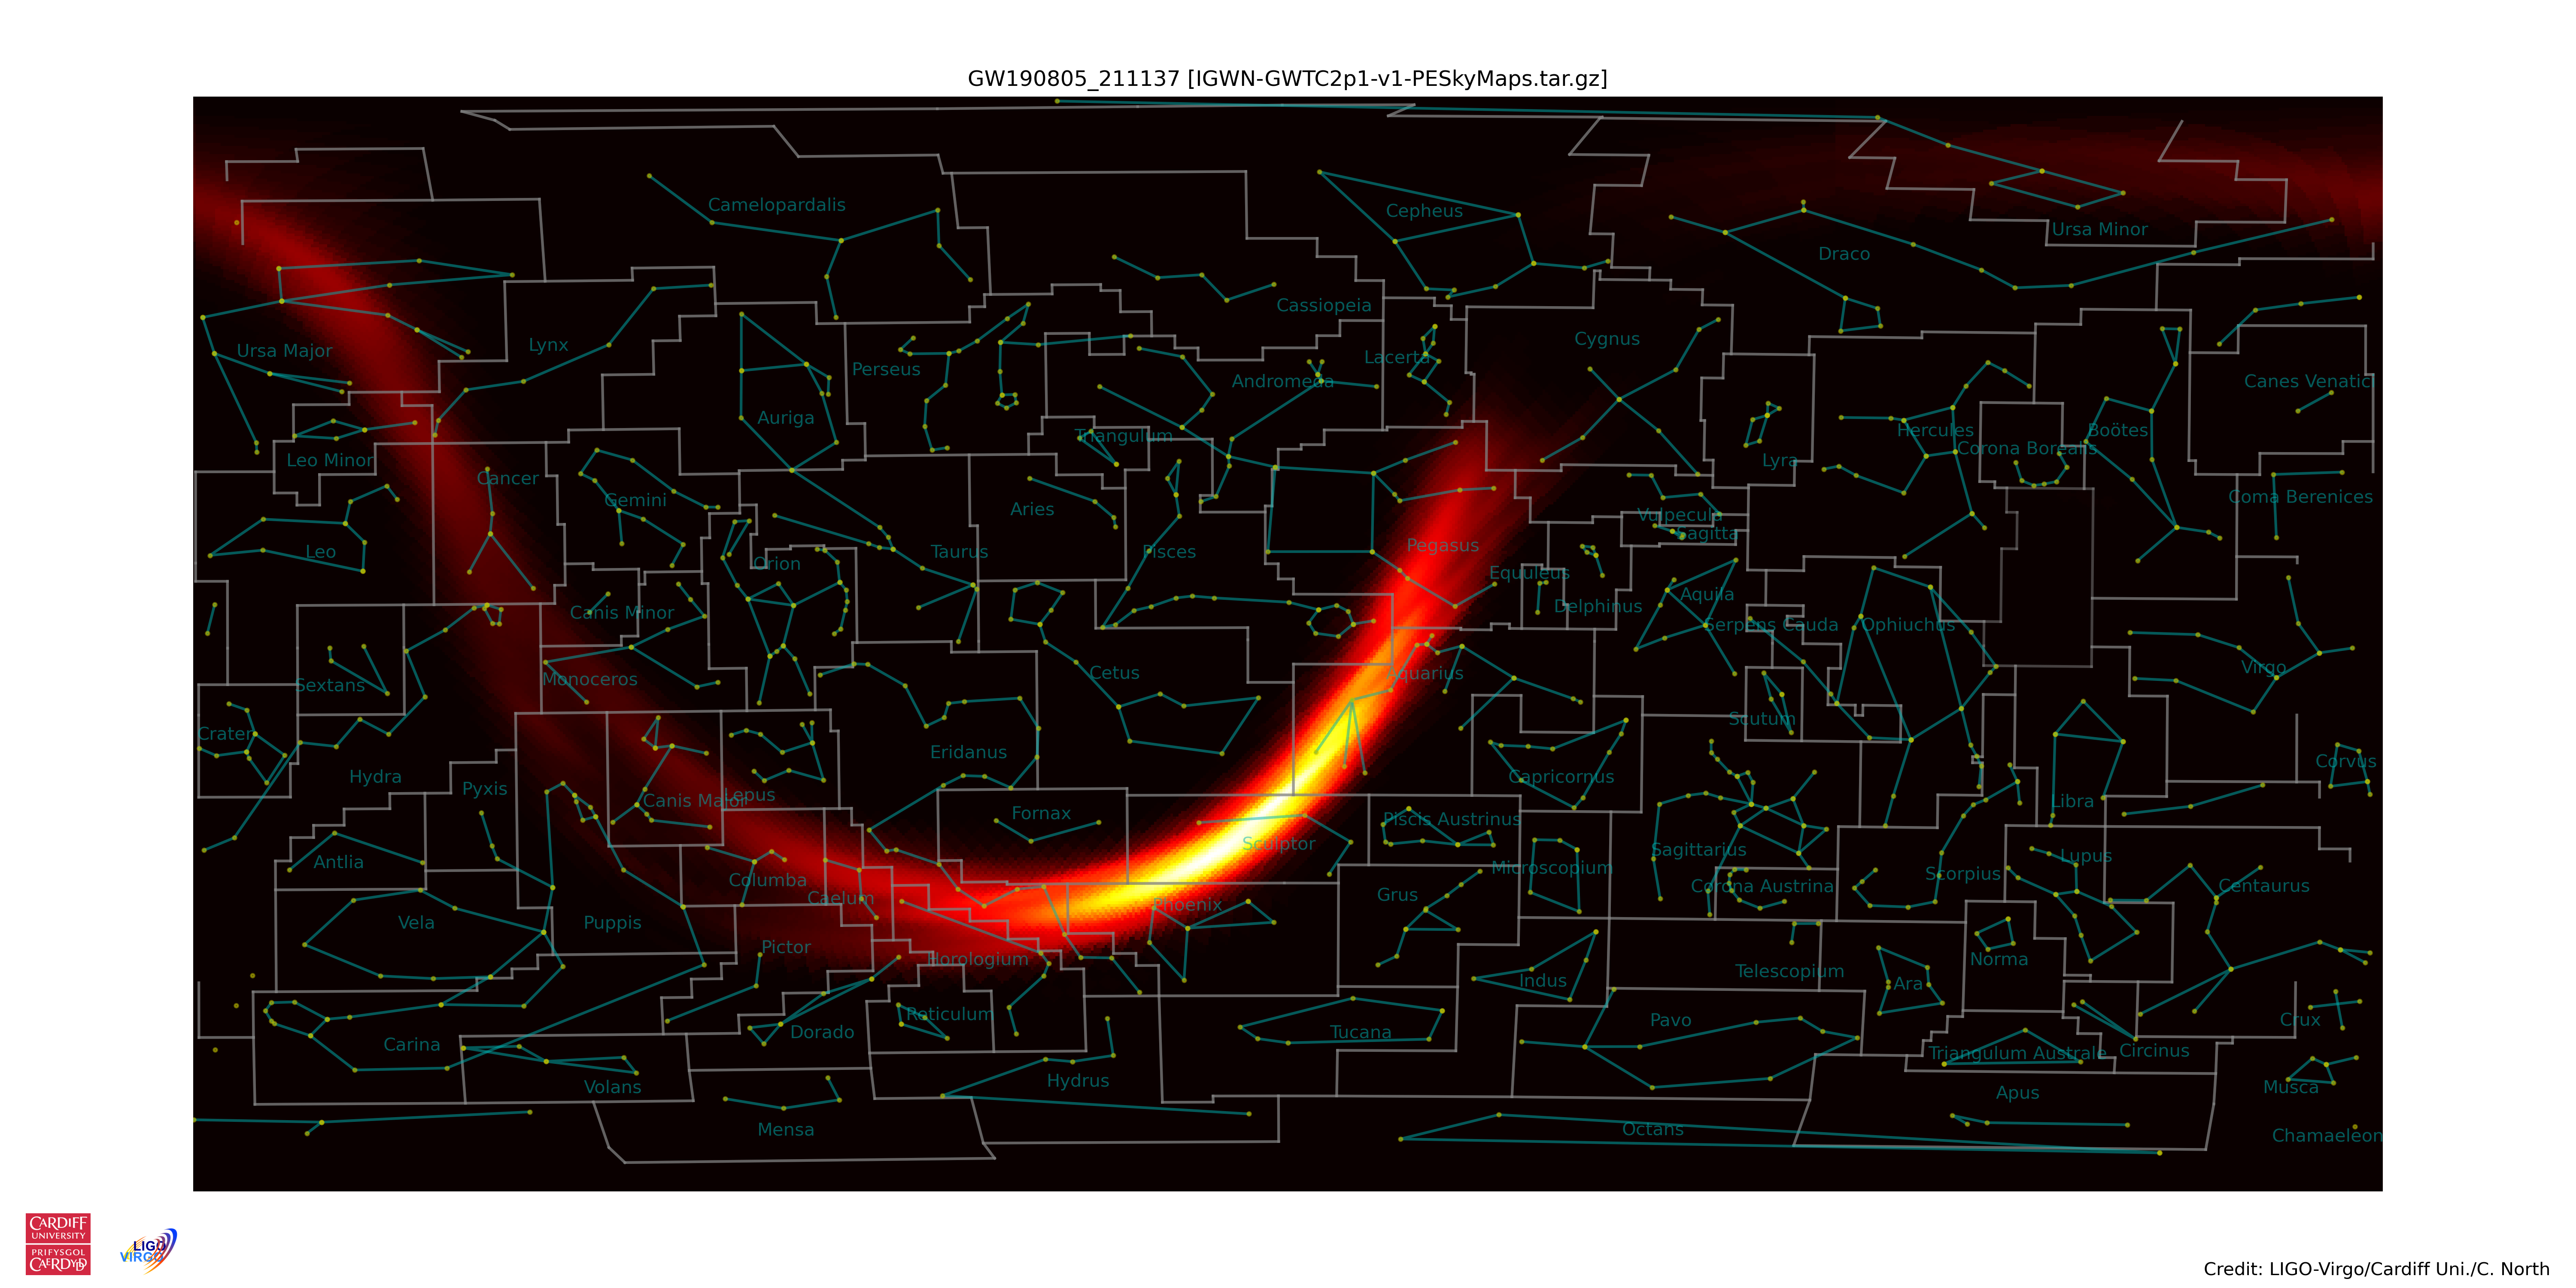 GW190805_211137 [IGWN-GWTC2p1-v1-PESkyMaps.tar.gz]
Camelopardalis
Cepheus
Ursa Minor
Draco
Cassiopeia
Cygnus
Ursa Major
Lynx
Lacerta
Perseus
Andromeda
Canes Venatici
Auriga
Triangulum
Hercules
Boötes
Corona Borealis
Leo Minor
Lyra
Cancer
Gemini
Coma Berenices
Aries
Vulpecula
Sagitta
Pegasus
Leo
Taurus
Pisces
Orion
Equuleus
Aquila
Delphinus
Canis Minor
Serpens Cauda
Ophiuchus
Virgo
Cetus
Aquarius
Monoceros
Sextans
Scutum
Crater
Eridanus
Corvus
Hydra
Capricornus
Pyxis
Lepus
Canis Major
Libra
Fornax
Piscis Austrinus
Sculptor
Sagittarius
Lupus
Antlia
Microscopium
Scorpius
Columba
Corona Austrina
Centaurus
Grus
Caelum
Phoenix
Vela
Puppis
Pictor
Horologium
Norma
Telescopium
Indus
Ara
Reticulum
Pavo
Crux
Dorado
Tucana
Carina
Circinus
Triangulum Australe
Hydrus
Volans
Musca
Apus
Mensa
Octans
Chamaeleon
CARDIFF
UNIVERSITY
PRIFYSGOL
CAERDYDD
LIGO
VIRGO
Credit: LIGO-Virgo/Cardiff Uni./C. North